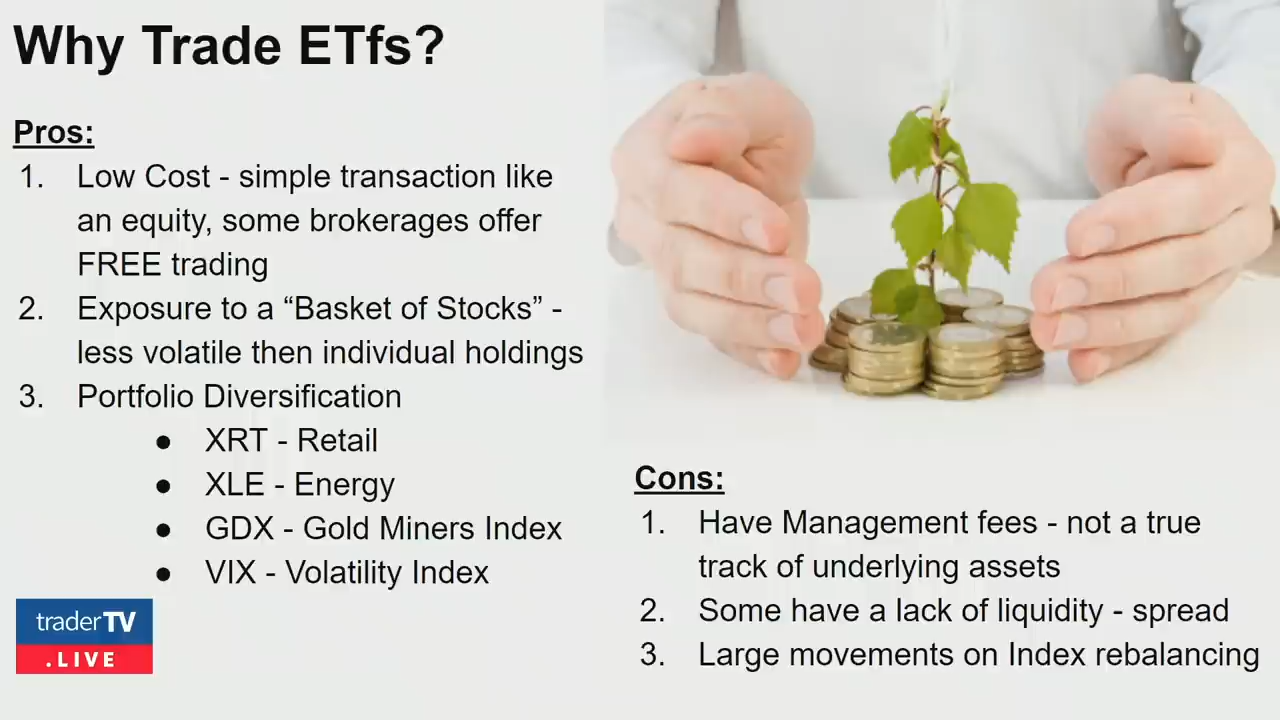 Why Trade ETfs?
Pros:
1. Low Cost - simple transaction like
an equity, some brokerages offer
FREE trading
2. Exposure to a “Basket of Stocks” -
less volatile then individual holdings
3. Portfolio Diversification
● XRT - Retail
● XLE - Energy
● GDX - Gold Miners Index
● VIX - Volatility Index
traderTV
.LIVE
Cons:
1. Have Management fees - not a true
track of underlying assets
2. Some have a lack of liquidity - spread
3. Large movements on Index rebalancing